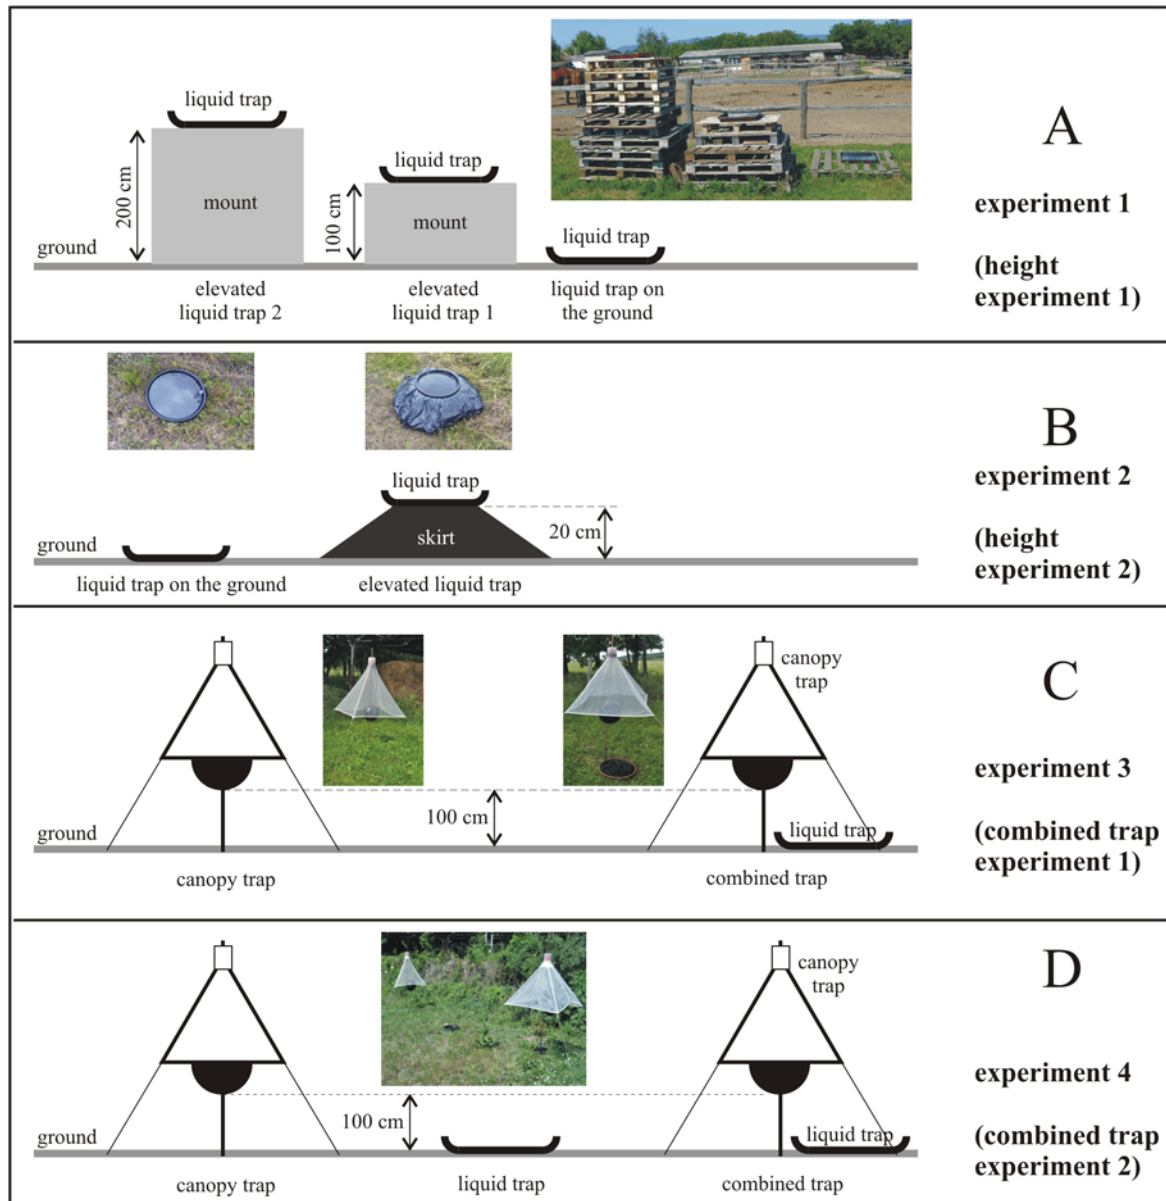 liquid trap
200 cm
mount
liquid trap
100 cm
mount
liquid trap
ground
elevated
liquid trap 2
elevated
liquid trap 1
liquid trap on
the ground
A
experiment 1
(height
experiment 1)
liquid trap
skirt
20 cm
ground
liquid trap on the ground
elevated liquid trap
B
experiment 2
(height
experiment 2)
canopy
trap
100 cm
ground
liquid trap
canopy trap
combined trap
C
experiment 3
(combined trap
experiment 1)
canopy
trap
100 cm
ground
liquid trap
canopy trap
liquid trap
combined trap
D
experiment 4
(combined trap
experiment 2)